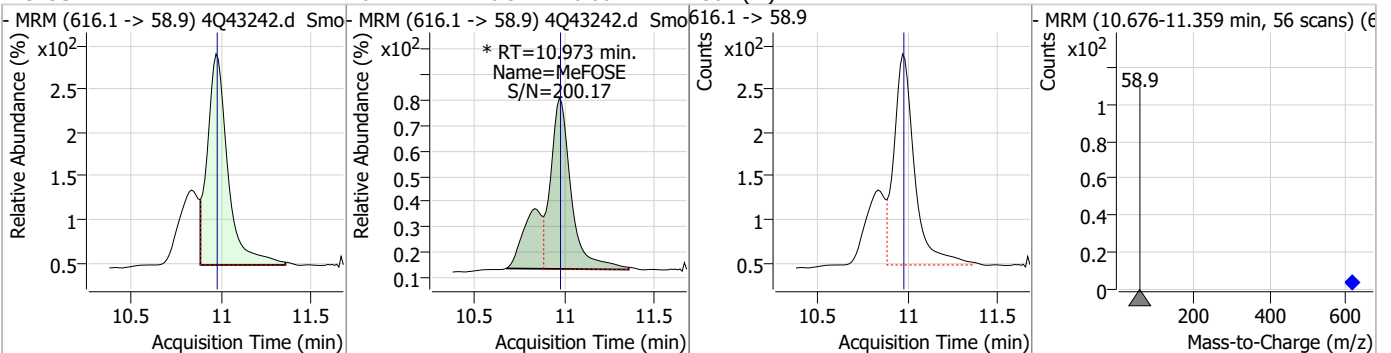 - MRM (616.1 -> 58.9) 4Q43242.d Smo
x10²
Relative Abundance (%)
2.5
2
1.5
1
0.5
10.5 11 11.5
Acquisition Time (min)
- MRM (616.1 -> 58.9) 4Q43242.d Smo
x10²
Relative Abundance (%)
* RT=10.973 min.
Name=MeFOSE
S/N=200.17
0.8
0.7
0.6
0.5
0.4
0.3
0.2
0.1
10.5 11 11.5
Acquisition Time (min)
616.1 -> 58.9
x10²
Counts
2.5
2
1.5
1
0.5
10.5 11 11.5
Acquisition Time (min)
- MRM (10.676-11.359 min, 56 scans) (6
x10²
Counts
58.9
1
0.8
0.6
0.4
0.2
0
200 400 600
Mass-to-Charge (m/z)